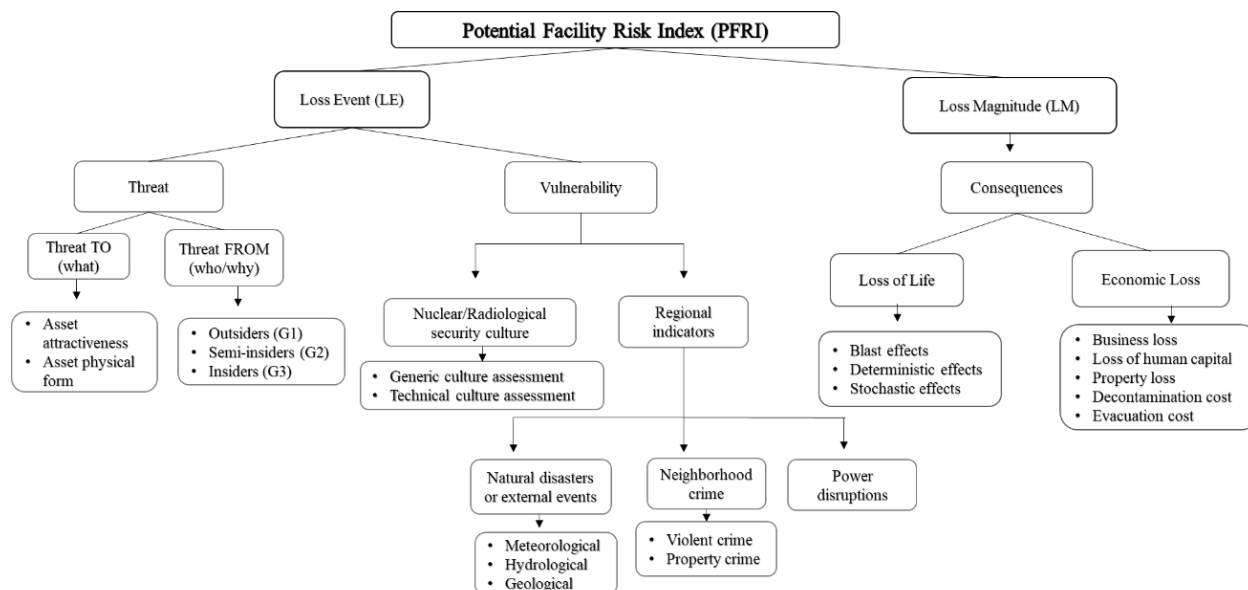 Potential Facility Risk Index (PFRI)
Loss Event (LE)
Loss Magnitude (LM)
Threat
Vulnerability
Consequences
Threat TO
(what)
Threat FROM
(who/why)
Loss of Life
Economic Loss
• Asset
attractiveness
• Asset physical
form
• Outsiders (G1)
• Semi-insiders (G2)
• Insiders (G3)
Nuclear/Radiological
security culture
Regional
indicators
• Generic culture assessment
• Technical culture assessment
• Blast effects
• Deterministic effects
• Stochastic effects
• Business loss
• Loss of human capital
• Property loss
• Decontamination cost
• Evacuation cost
Natural disasters
or external events
Neighborhood
crime
Power
disruptions
• Meteorological
• Hydrological
• Geological
• Violent crime
• Property crime